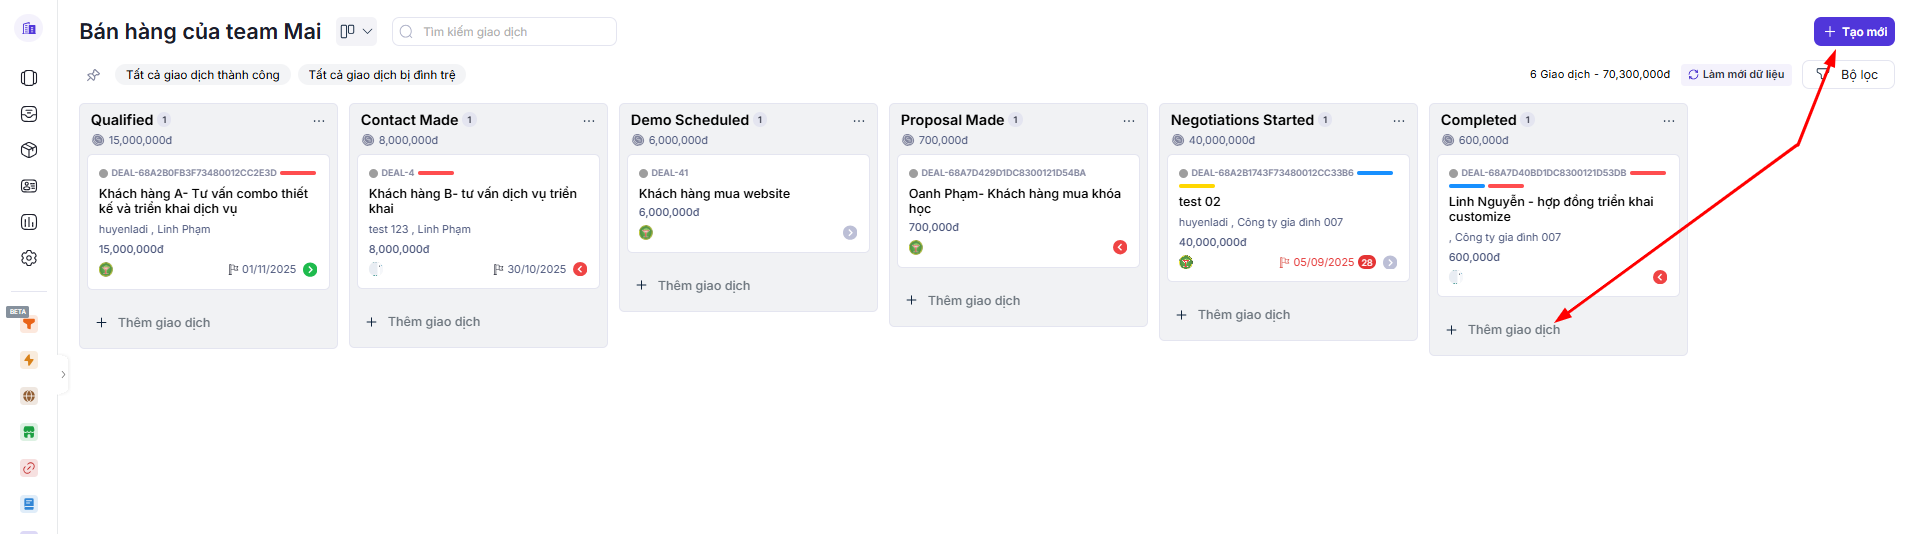 Bán hàng của team Mai
Tìm kiếm giao dịch
Tạo mới
Tất cả giao dịch thành công
Tất cả giao dịch bị đình trệ
6 Giao dịch - 70,300,000đ
Làm mới dữ liệu
Bộ lọc
Qualified 1
15,000,000đ
DEAL-68A2B0FB3F73480012CC2E3D
Khách hàng A- Tư vấn combo thiết
kế và triển khai dịch vụ
huyenladi , Linh Phạm
15,000,000đ
01/11/2025
Thêm giao dịch
Contact Made 1
8,000,000đ
DEAL-4
Khách hàng B- tư vấn dịch vụ triển
khai
test 123 , Linh Phạm
8,000,000đ
30/10/2025
Thêm giao dịch
Demo Scheduled 1
6,000,000đ
DEAL-41
Khách hàng mua website
6,000,000đ
Thêm giao dịch
Proposal Made 1
700,000đ
DEAL-68A7D429D1DC8300121D54BA
Oanh Phạm- Khách hàng mua khóa
học
700,000đ
Thêm giao dịch
Negotiations Started 1
40,000,000đ
DEAL-68A2B1743F73480012CC33B6
test 02
huyenladi , Công ty gia đình 007
40,000,000đ
05/09/2025 28
Thêm giao dịch
Completed 1
600,000đ
DEAL-68A7D40BD1DC8300121D53DB
Linh Nguyễn - hợp đồng triển khai
customize
, Công ty gia đình 007
600,000đ
Thêm giao dịch
BETA